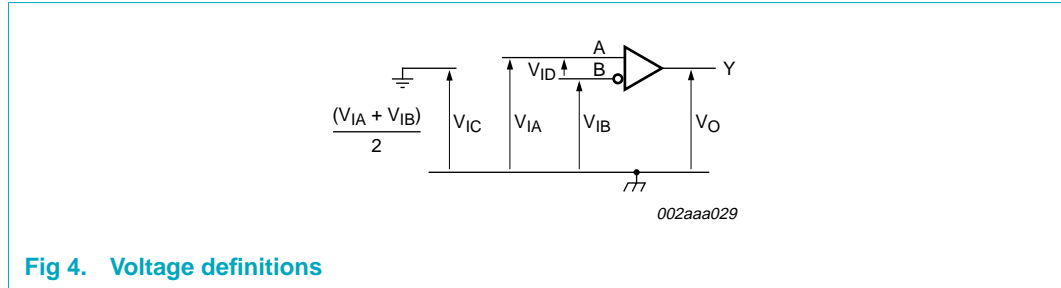 A
V_ID
B
Y
(V_IA + V_IB)
2
V_IC
V_IA
V_IB
V_O
002aaa029
Fig 4. Voltage definitions